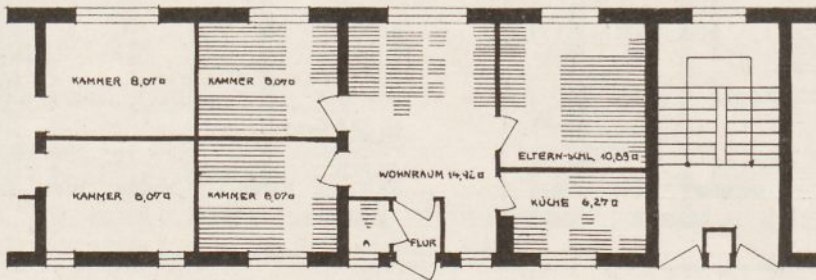 KAMMER 8,07 □
KAMMER 8,07 □
KAMMER 8,07 □
KAMMER 8,07 □
WOHNRAUM 14,42 □
ELTERN-SCHL 10,89 □
KÜCHE 6,27 □
A
FLUR